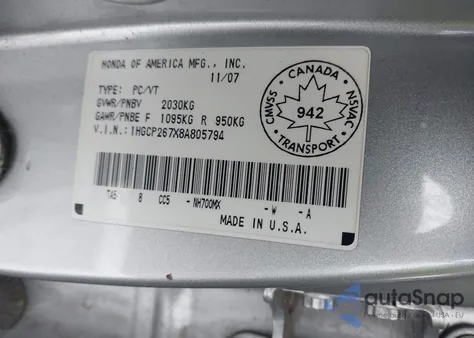 HONDA OF AMERICA MFG., INC.
11/07
TYPE: PC/VT
GVWR/PNBV 2030KG
GAWR/PNBE F 1095KG R 950KG
V.I.N.: 1HGCP267X8A805794
CANADA
CMVSS
942
NSVAC
TRANSPORT
TA5 B CC5 - NH700MX -W -A
MADE IN U.S.A.
autoSnap